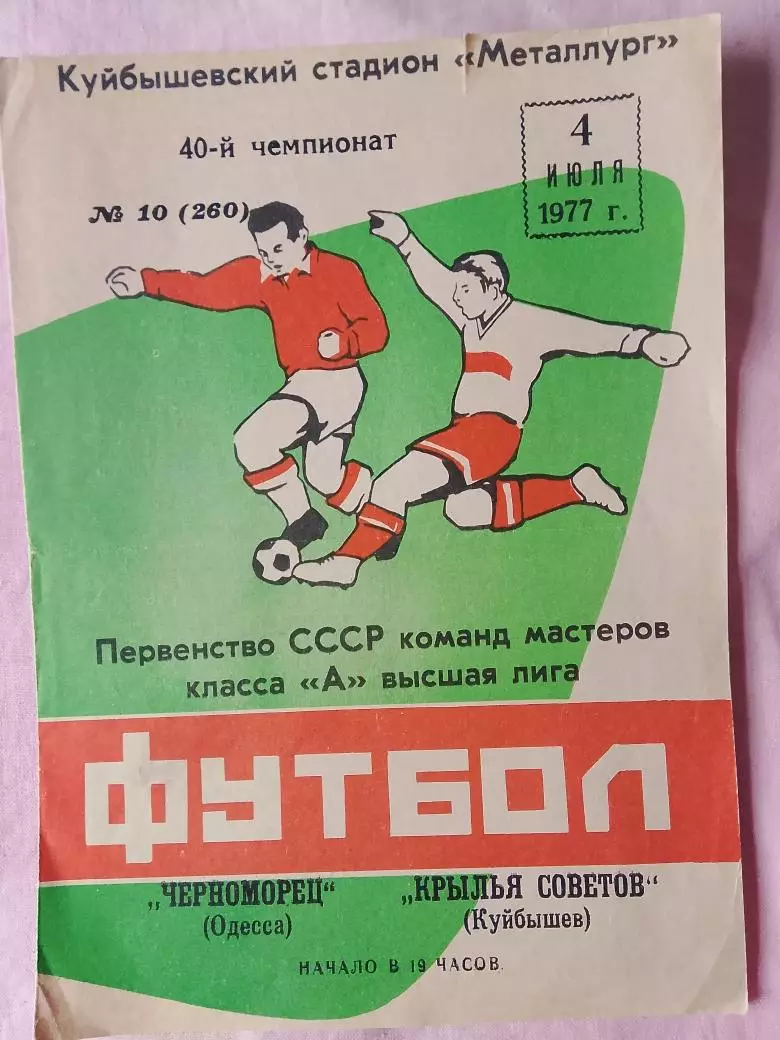 Куйбышевский стадион «Металлург»
40-й чемпионат
№ 10 (260)
4
ИЮЛЯ
1977 г.
Первенство СССР команд мастеров
класса «А» высшая лига
ФУТБОЛ
„ЧЕРНОМОРЕЦ“
(Одесса)
„КРЫЛЬЯ СОВЕТОВ“
(Куйбышев)
НАЧАЛО В 19 ЧАСОВ.